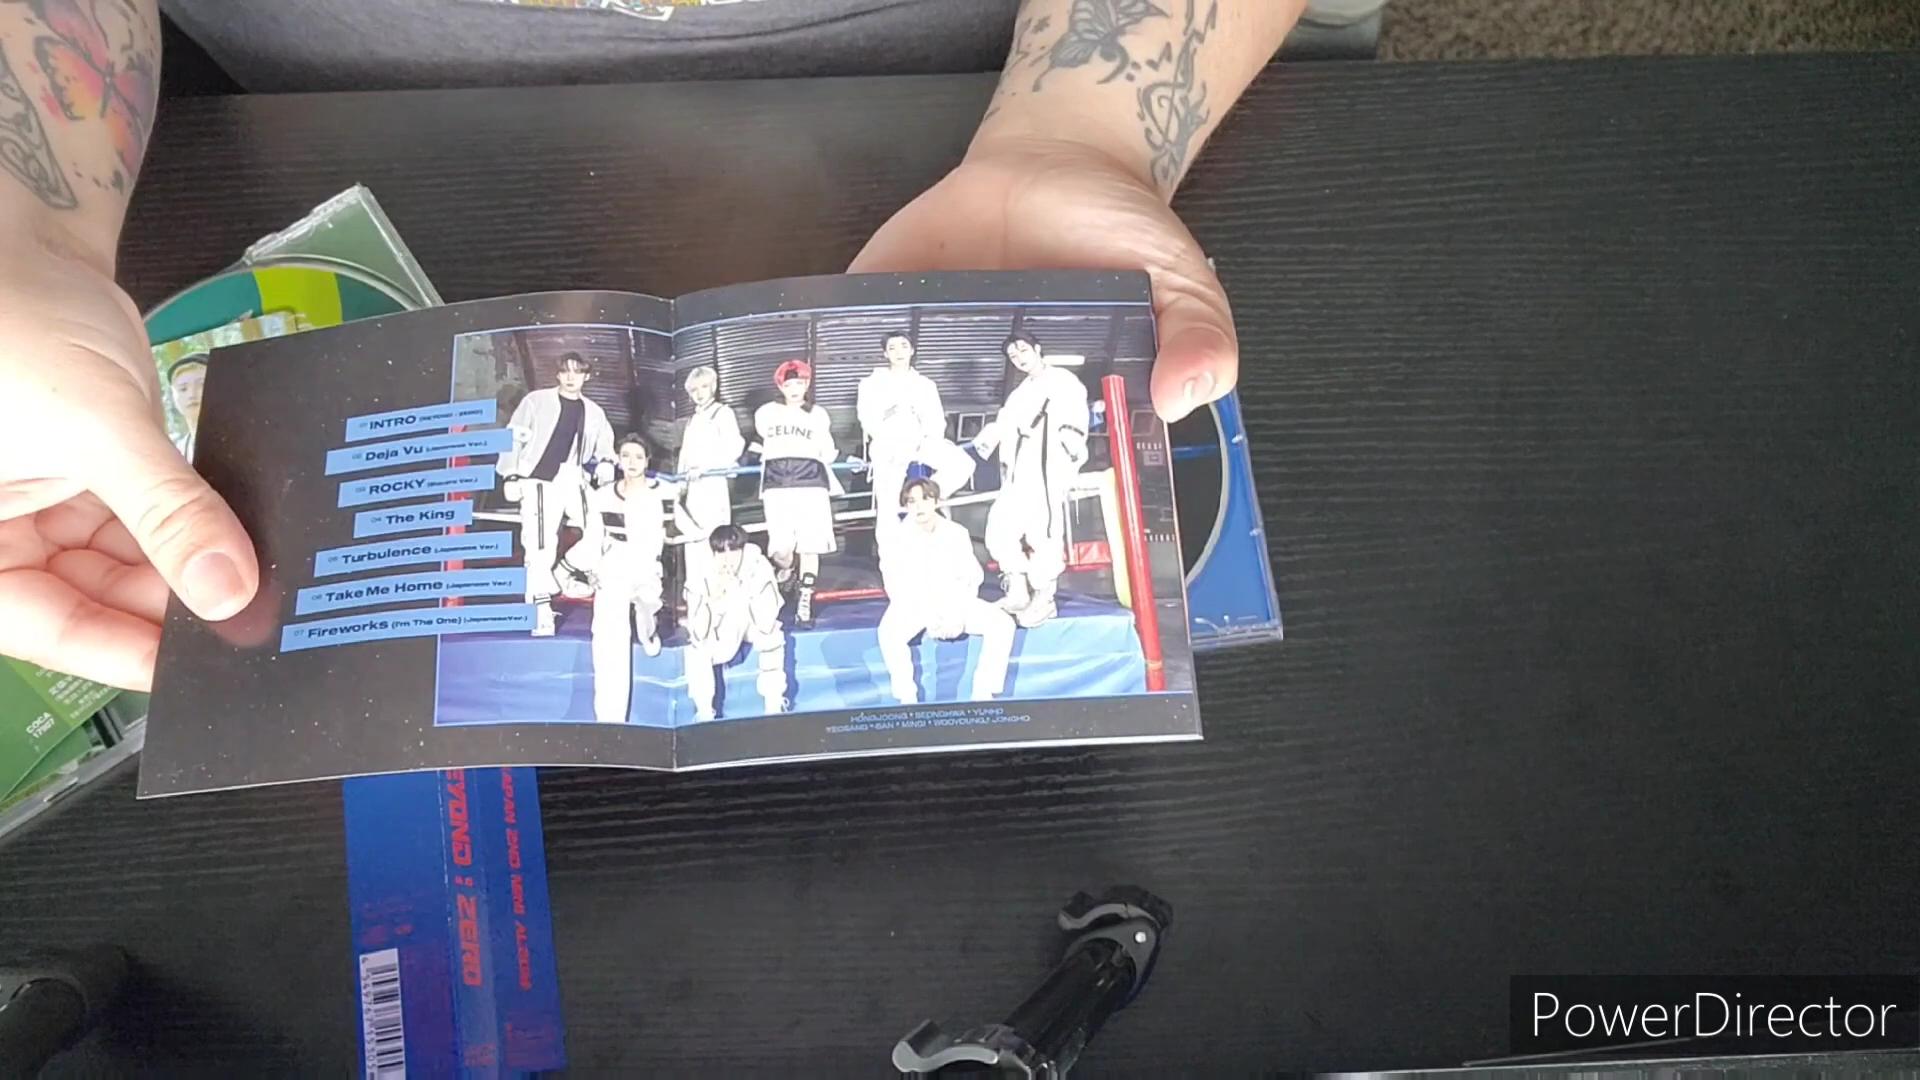 01 INTRO (BEYOND : ZERO)
02 Deja Vu (Japanese Ver.)
03 ROCKY (Boxers Ver.)
04 The King
05 Turbulence (Japanese Ver.)
06 Take Me Home (Japanese Ver.)
07 Fireworks (I'm The One) (Japanese Ver.)
CELINE
HONGJOONG • SEONGHWA • YUNHO
YEOSANG • SAN • MINGI • WOOYOUNG • JONGHO
COCA
JAPAN 2ND MINI ALBUM
BEYOND : ZERO
PowerDirector